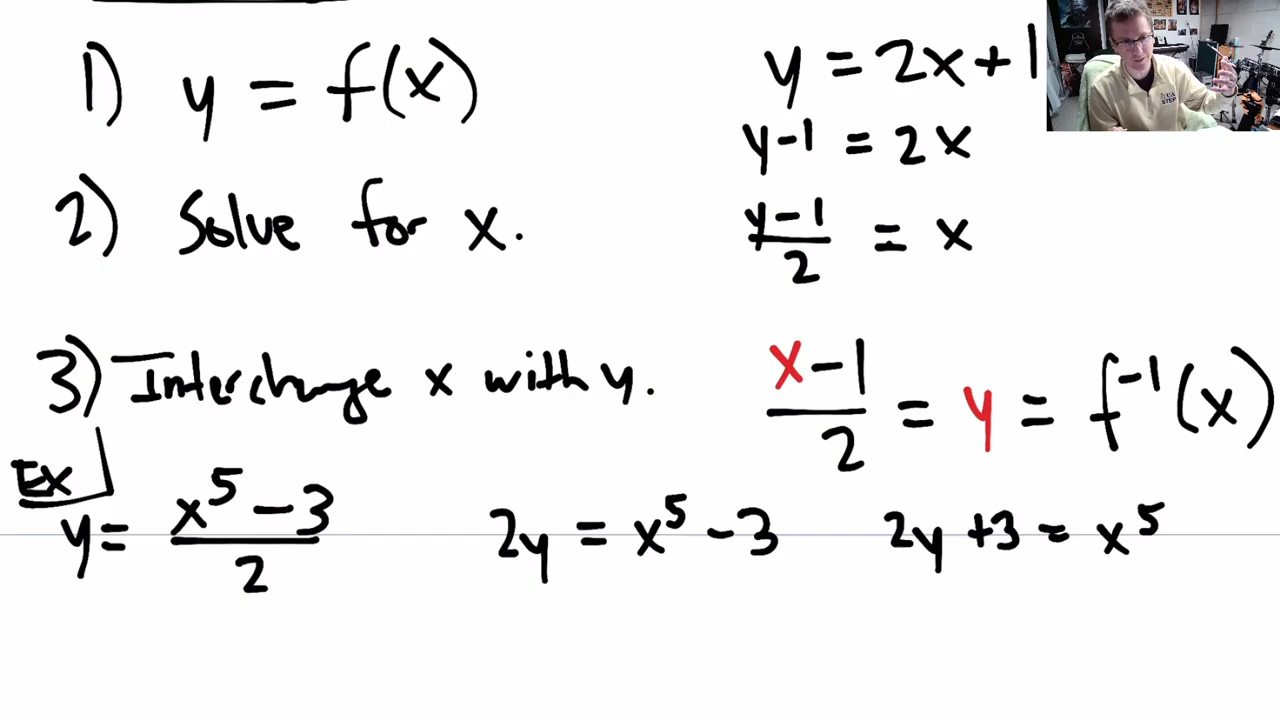 1) y = f(x)
y = 2x + 1
y - 1 = 2x
2) Solve for x.
y - 1 / 2 = x
3) Interchange x with y.
x - 1 / 2 = y = f⁻¹(x)
EX
y = x⁵ - 3 / 2
2y = x⁵ - 3
2y + 3 = x⁵